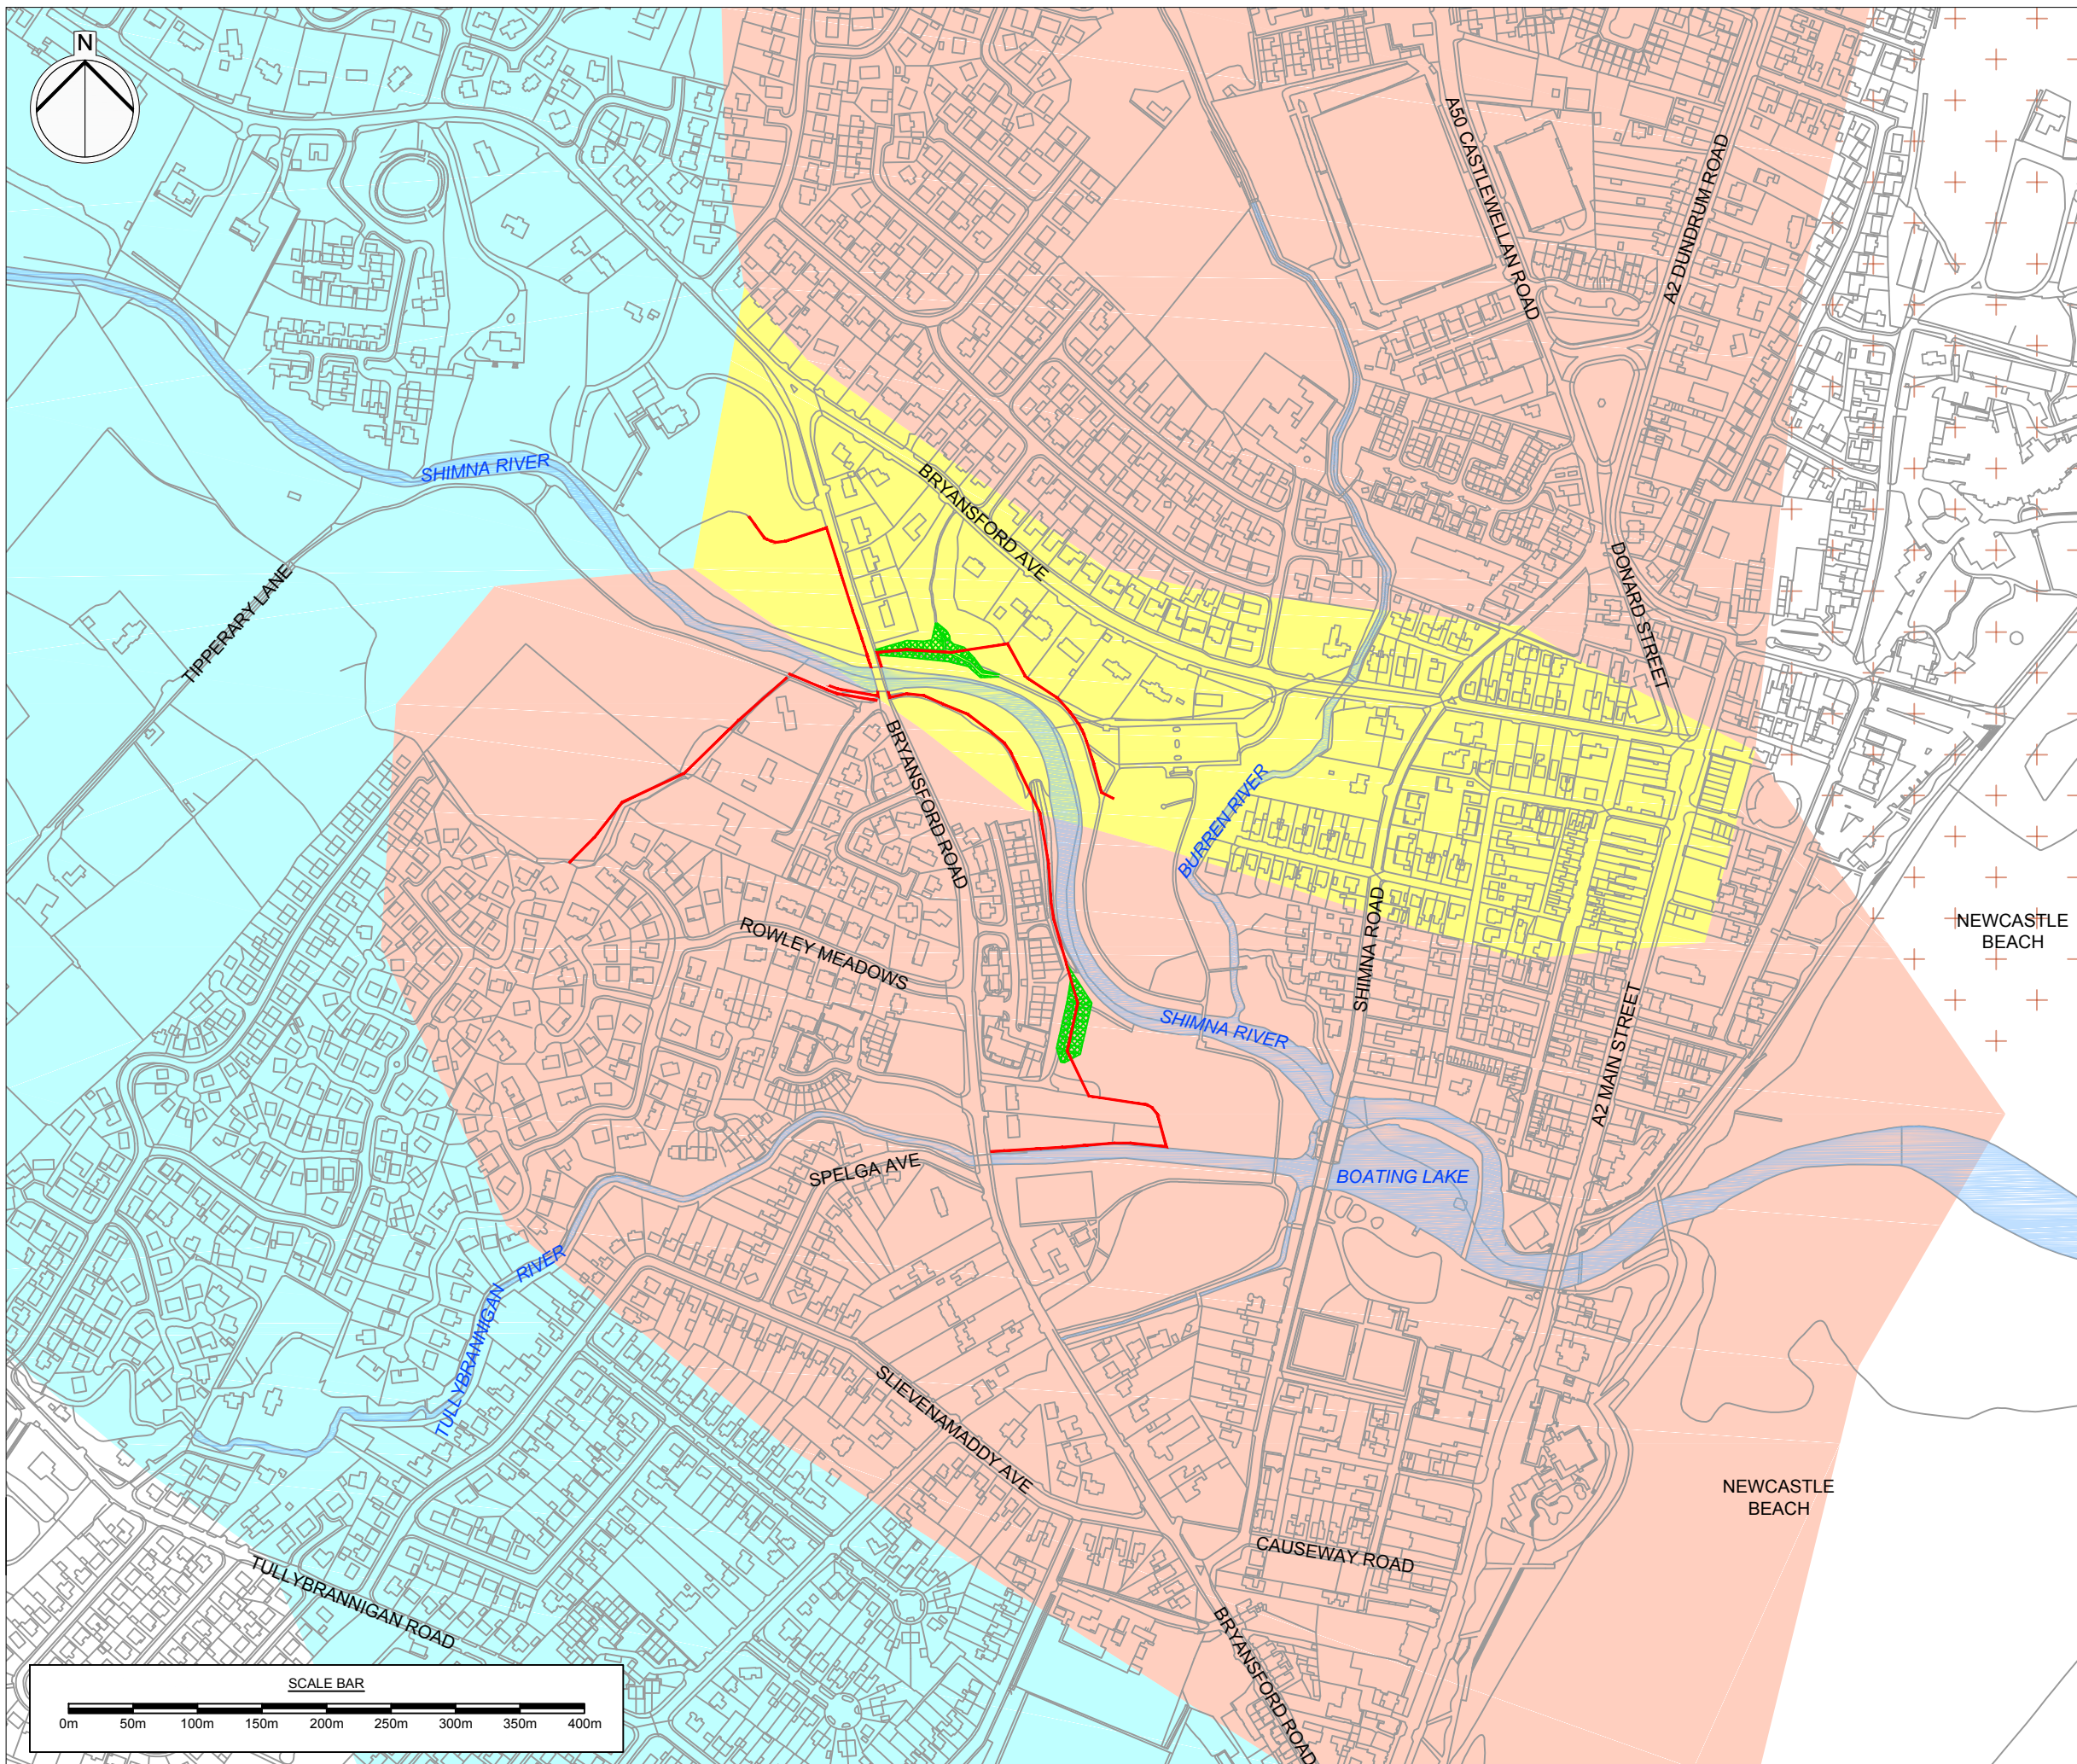 N
A50 CASTLEWELLAN ROAD
A2 DUNDRUM ROAD
SHIMNA RIVER
BRYANSFORD AVE
DONARD STREET
TIPPERARY LANE
BRYANSFORD ROAD
BURREN RIVER
ROWLEY MEADOWS
SHIMNA ROAD
NEWCASTLE
BEACH
SHIMNA RIVER
A2 MAIN STREET
SPELGA AVE
BOATING LAKE
TULLYBRANNIGAN RIVER
SLIEVENAMADDY AVE
NEWCASTLE
BEACH
CAUSEWAY ROAD
TULLYBRANNIGAN ROAD
BRYANSFORD ROAD
SCALE BAR
0m 50m 100m 150m 200m 250m 300m 350m 400m